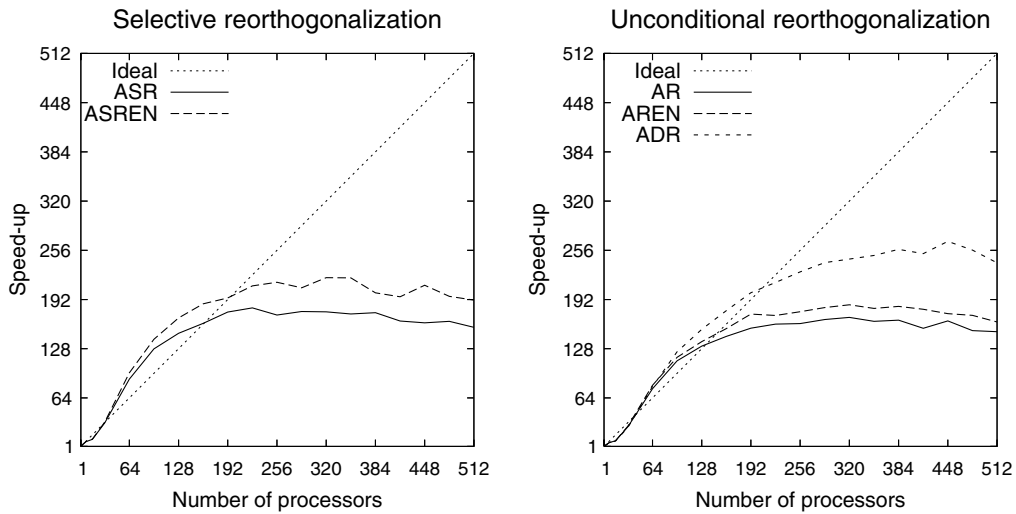 Selective reorthogonalization
512
448
384
320
256
192
128
64
1
Speed-up
Ideal
ASR
ASREN
1 64 128 192 256 320 384 448 512
Number of processors
Unconditional reorthogonalization
512
448
384
320
256
192
128
64
1
Speed-up
Ideal
AR
AREN
ADR
1 64 128 192 256 320 384 448 512
Number of processors